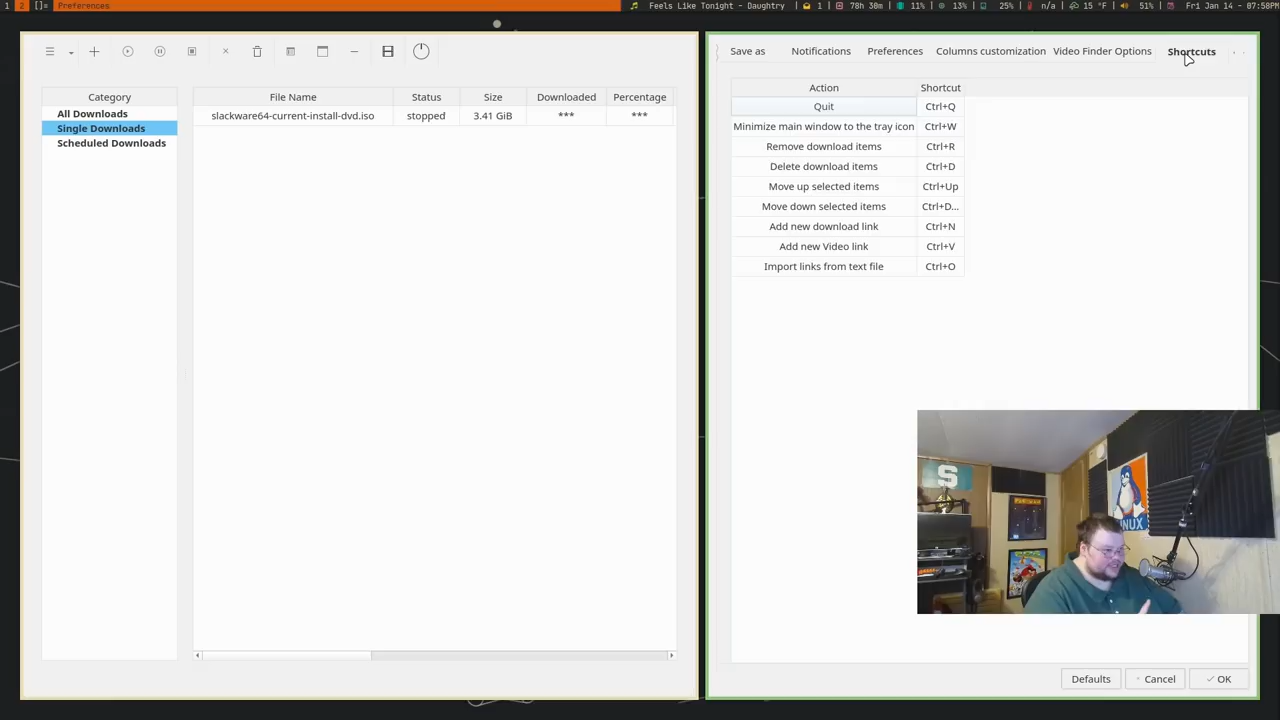 1 2 []= Preferences Feels Like Tonight - Daughtry 1 78h 30m 11% 13% 25% n/a 15 °F 51% Fri Jan 14 - 07:58PM
Save as Notifications Preferences Columns customization Video Finder Options Shortcuts
Category
All Downloads
Single Downloads
Scheduled Downloads
File Name Status Size Downloaded Percentage
slackware64-current-install-dvd.iso stopped 3.41 GiB *** ***
Action Shortcut
Quit Ctrl+Q
Minimize main window to the tray icon Ctrl+W
Remove download items Ctrl+R
Delete download items Ctrl+D
Move up selected items Ctrl+Up
Move down selected items Ctrl+D...
Add new download link Ctrl+N
Add new Video link Ctrl+V
Import links from text file Ctrl+O
S
LINUX
Defaults Cancel OK